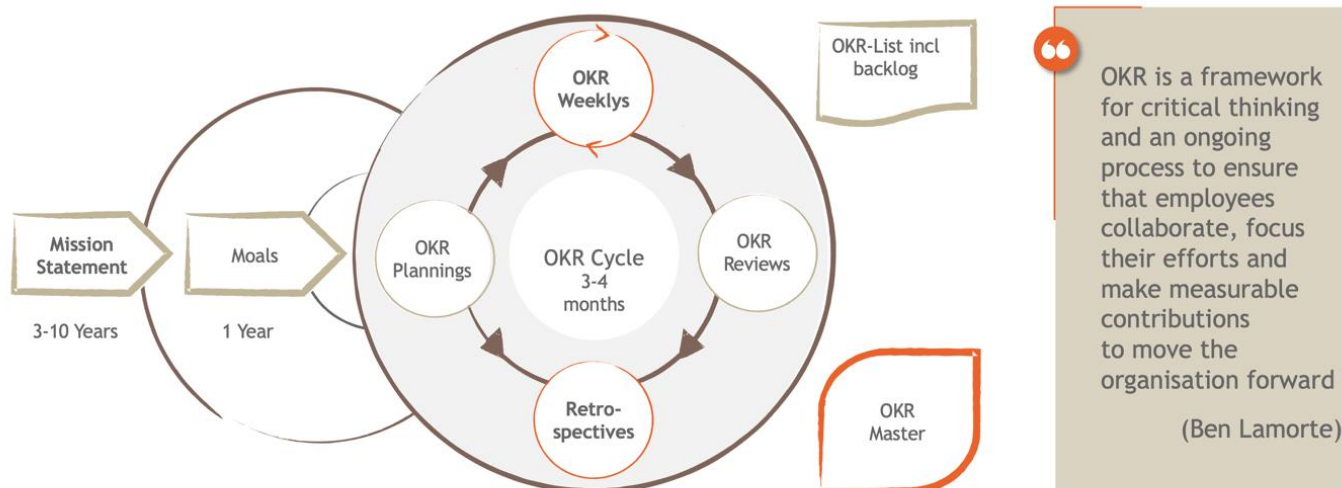 Mission
Statement
3-10 Years
Moals
1 Year
OKR
Weeklys
OKR
Plannings
OKR Cycle
3-4
months
OKR
Reviews
Retro-
spectives
OKR-List incl
backlog
OKR
Master
OKR is a framework
for critical thinking
and an ongoing
process to ensure
that employees
collaborate, focus
their efforts and
make measurable
contributions
to move the
organisation forward
(Ben Lamorte)